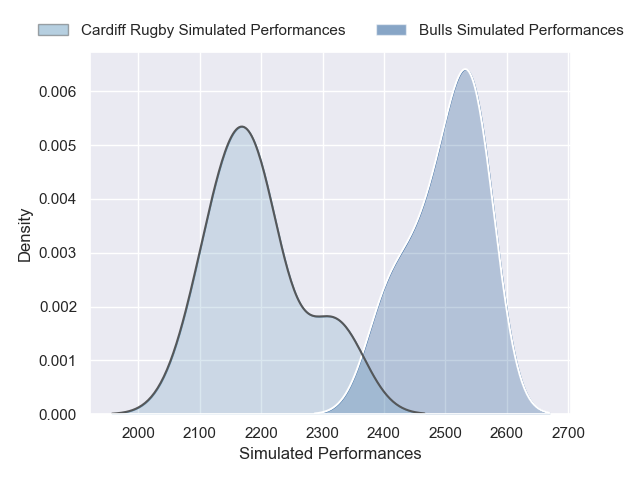 Cardiff Rugby Simulated Performances Bulls Simulated Performances
0.006
0.005
0.004
0.003
0.002
0.001
0.000
Density
2000 2100 2200 2300 2400 2500 2600 2700
Simulated Performances